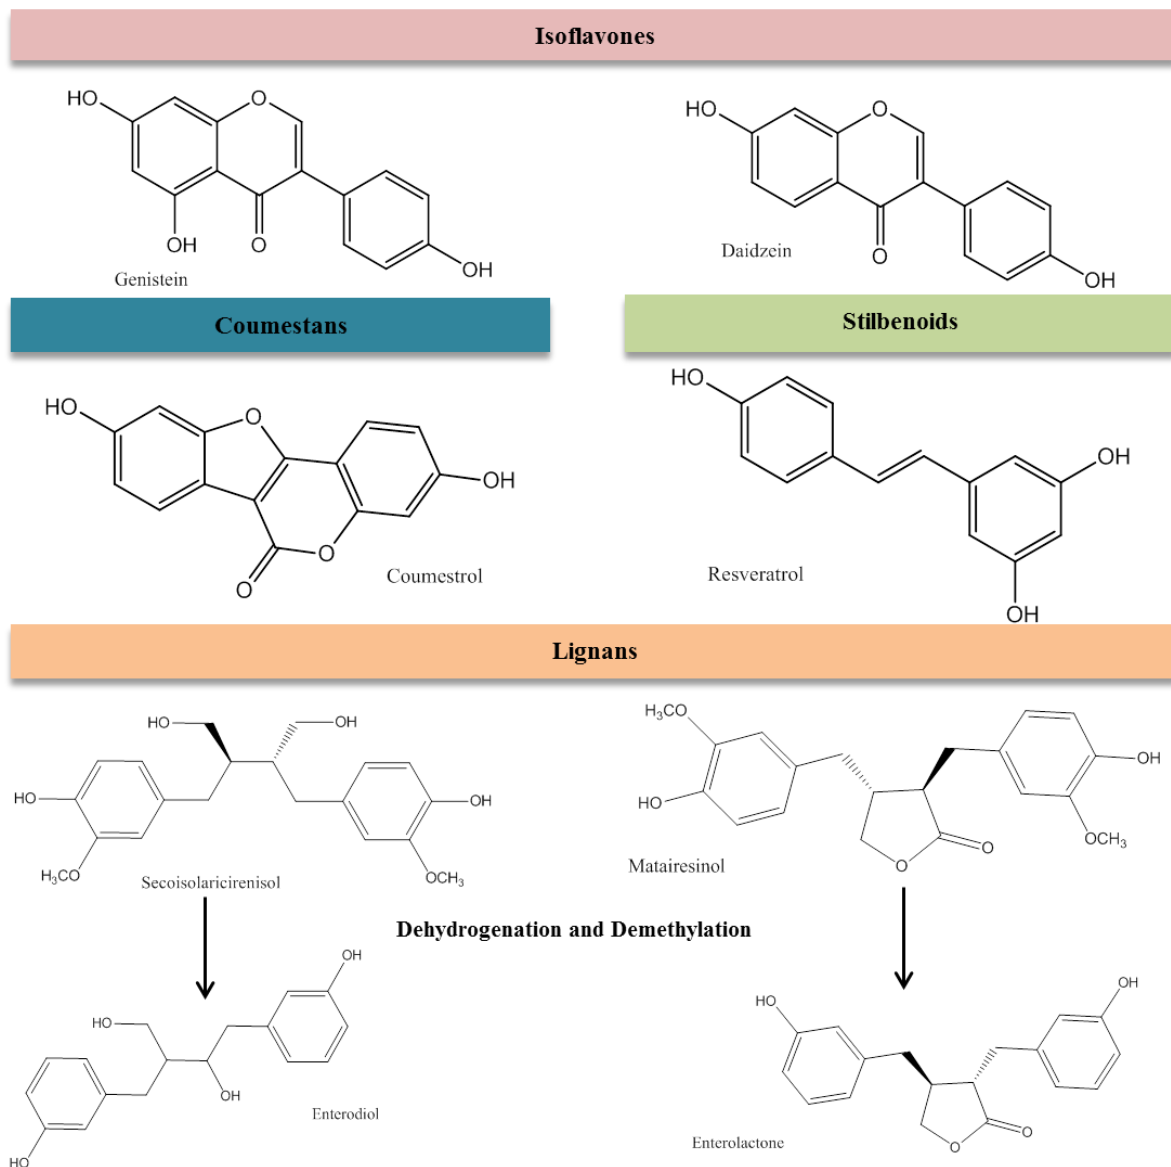 Isoflavones
HO
O
OH
O
OH
Genistein
HO
O
O
OH
Daidzein
Coumestans
Stilbenoids
HO
O
OH
O
O
Coumestrol
HO
OH
OH
Resveratrol
Lignans
HO
OH
HO
OH
H₃CO
OCH₃
Secoisolaricirenisol
H₃CO
HO
OH
OCH₃
O
O
Matairesinol
Dehydrogenation and Demethylation
OH
HO
OH
HO
Enterodiol
HO
OH
O
O
Enterolactone